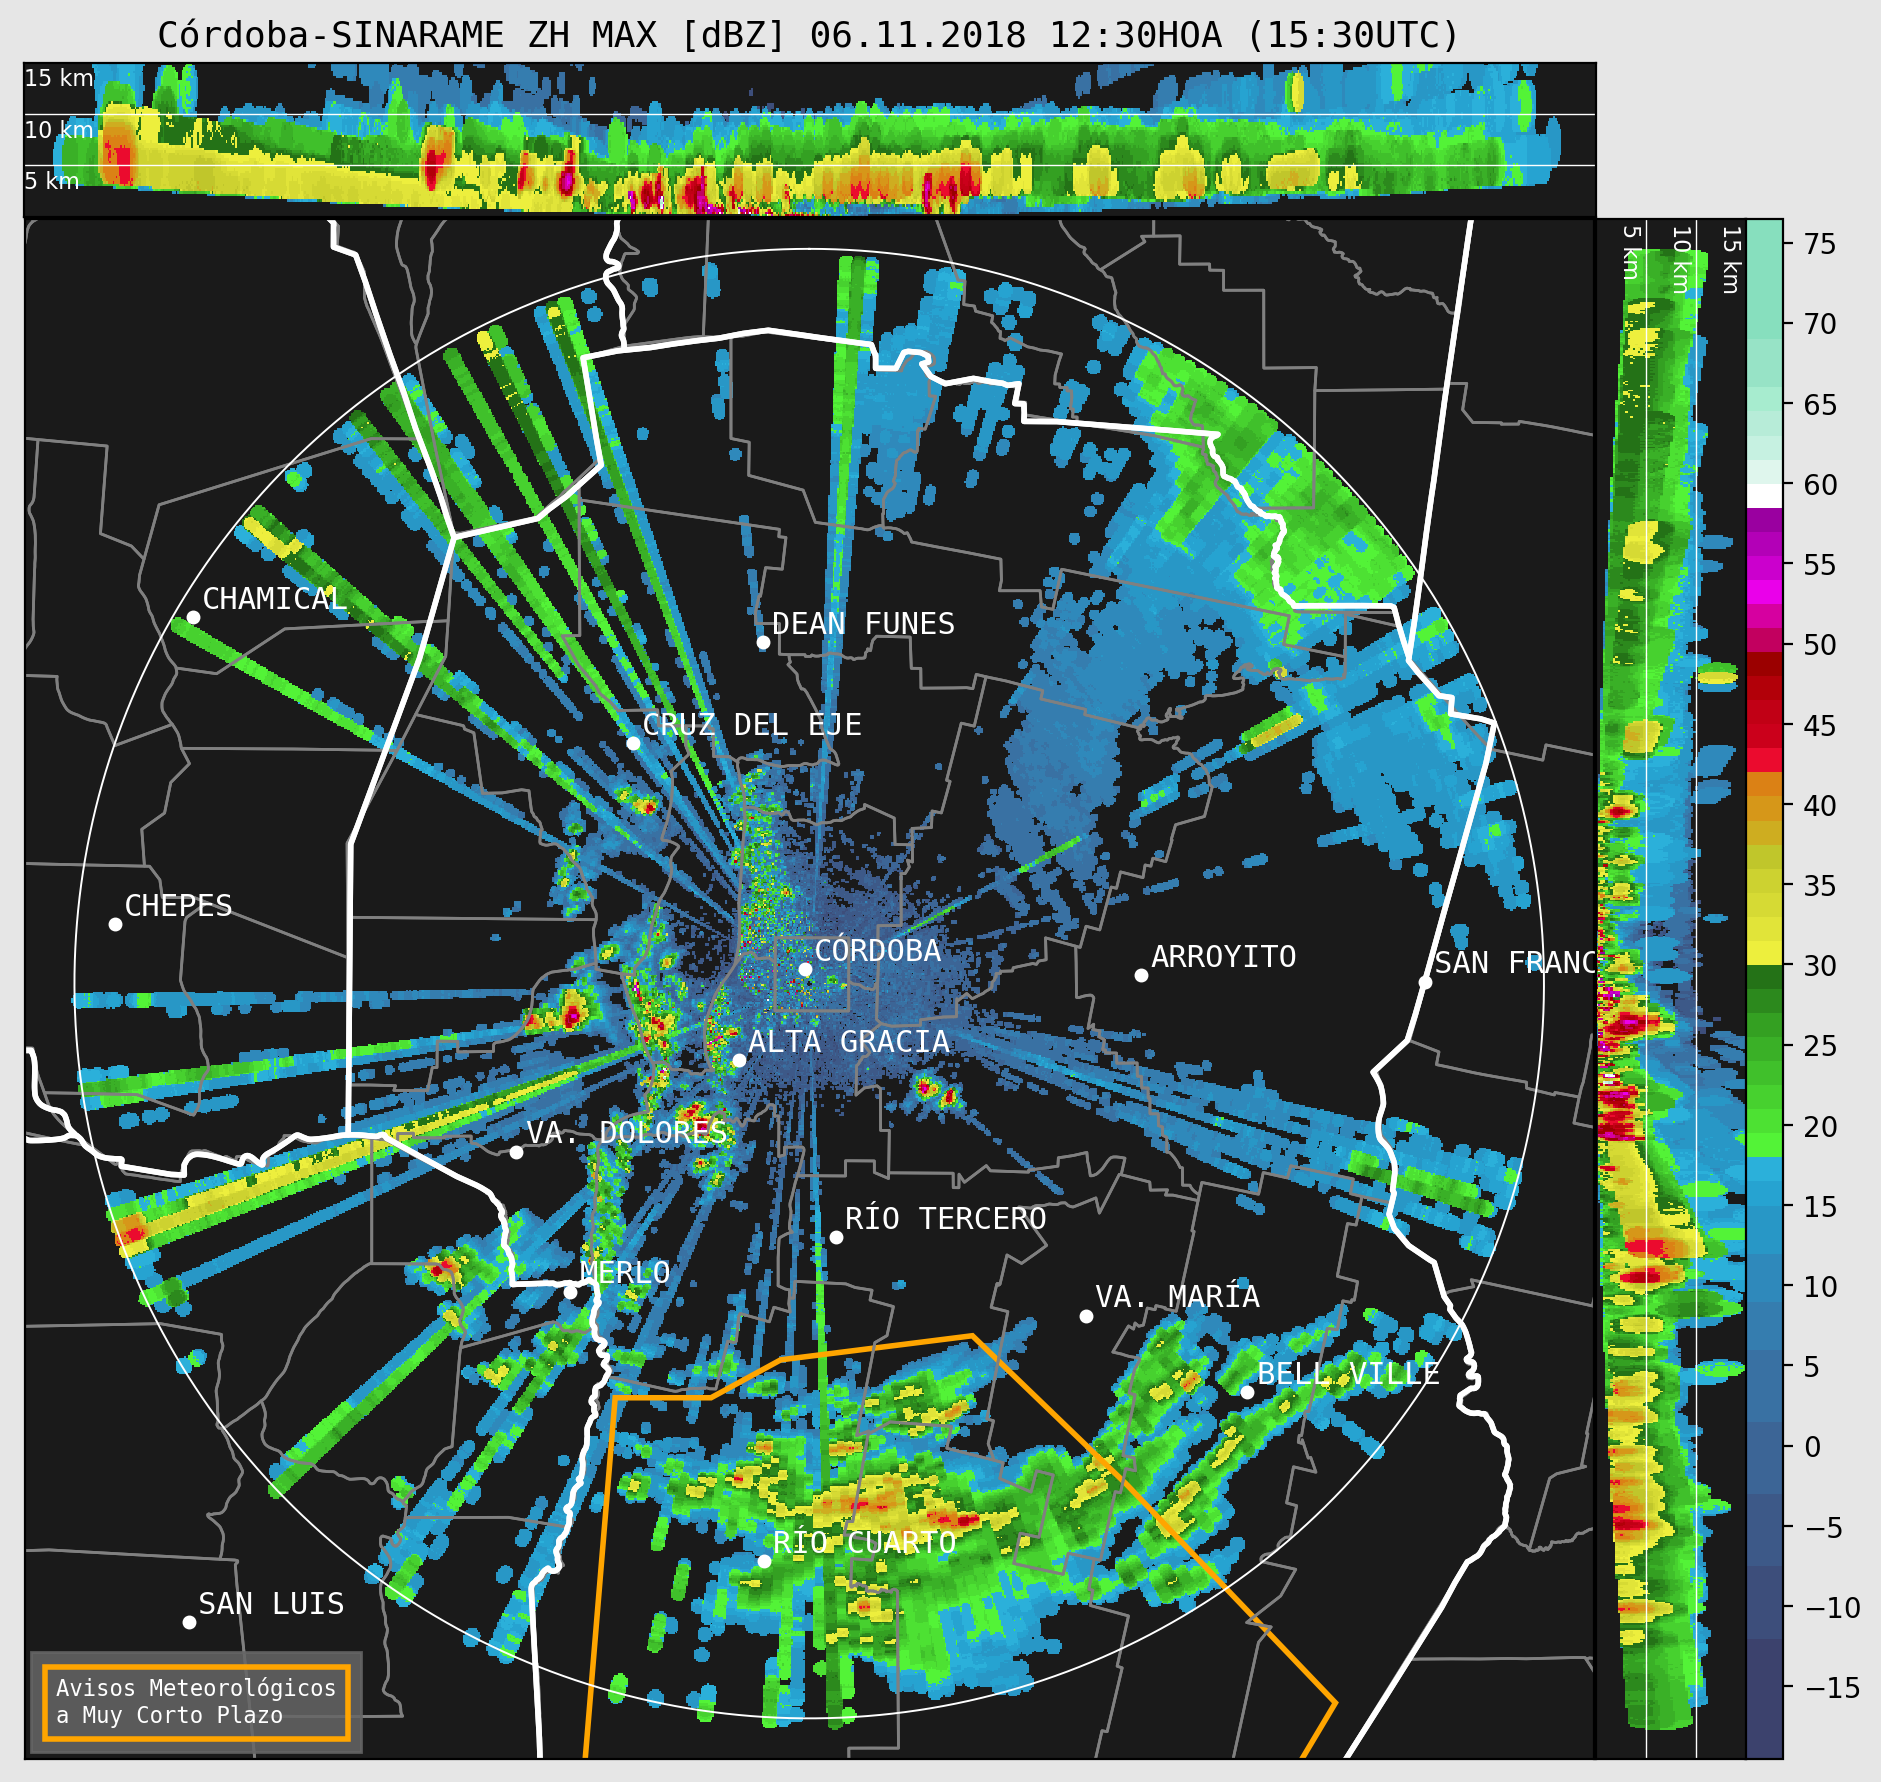 Córdoba-SINARAME ZH MAX [dBZ] 06.11.2018 12:30HOA (15:30UTC)
15 km
10 km
5 km
5 km
10 km
15 km
75
70
65
60
55
50
45
40
35
30
25
20
15
10
5
0
−5
−10
−15
CHAMICAL
DEAN FUNES
CRUZ DEL EJE
CHEPES
CÓRDOBA
ARROYITO
SAN FRANC
ALTA GRACIA
VA. DOLORES
RÍO TERCERO
MERLO
VA. MARÍA
BELL VILLE
RÍO CUARTO
SAN LUIS
Avisos Meteorológicos
a Muy Corto Plazo